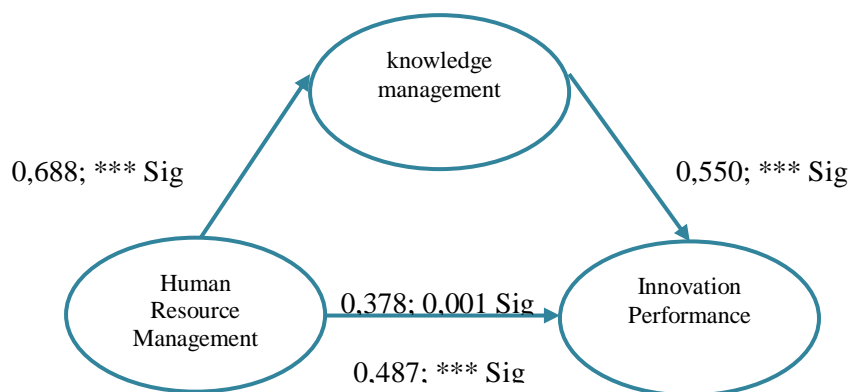 knowledge
management
0,688; *** Sig
0,550; *** Sig
Human
Resource
Management
0,378; 0,001 Sig
Innovation
Performance
0,487; *** Sig